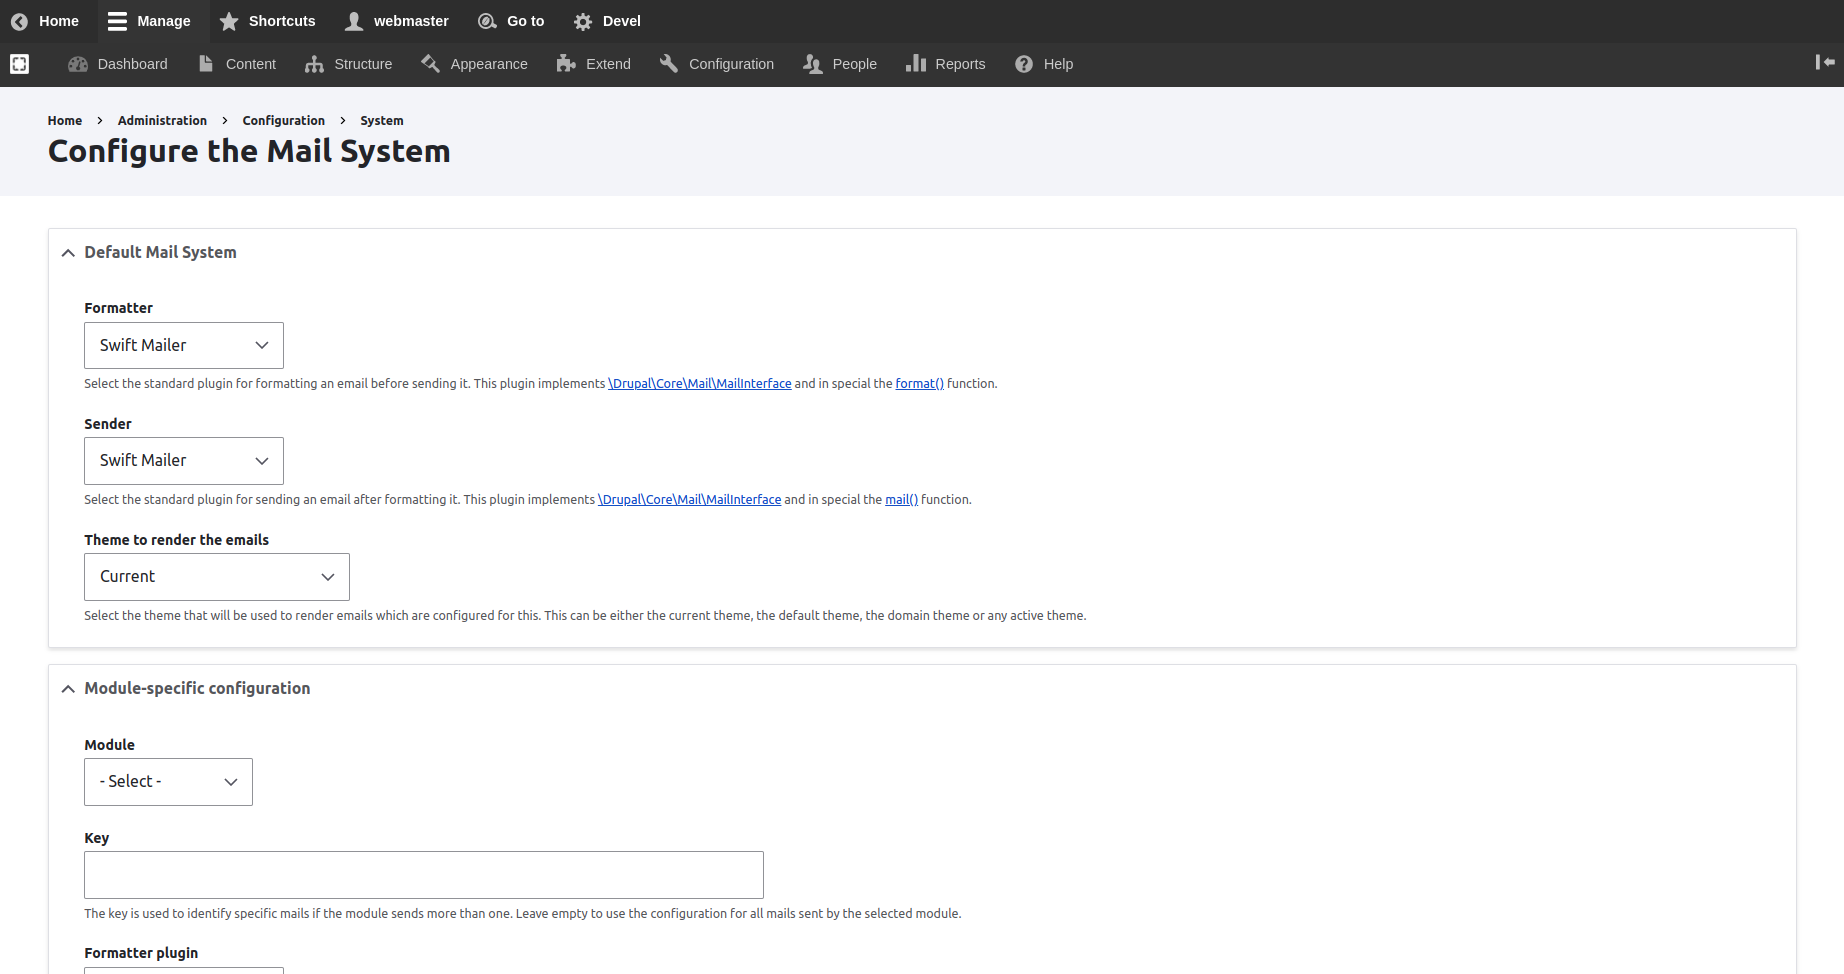 Home Manage Shortcuts webmaster Go to Devel
Dashboard Content Structure Appearance Extend Configuration People Reports Help
Home > Administration > Configuration > System
Configure the Mail System
Default Mail System
Formatter
Swift Mailer
Select the standard plugin for formatting an email before sending it. This plugin implements \Drupal\Core\Mail\MailInterface and in special the format() function.
Sender
Swift Mailer
Select the standard plugin for sending an email after formatting it. This plugin implements \Drupal\Core\Mail\MailInterface and in special the mail() function.
Theme to render the emails
Current
Select the theme that will be used to render emails which are configured for this. This can be either the current theme, the default theme, the domain theme or any active theme.
Module-specific configuration
Module
- Select -
Key
The key is used to identify specific mails if the module sends more than one. Leave empty to use the configuration for all mails sent by the selected module.
Formatter plugin